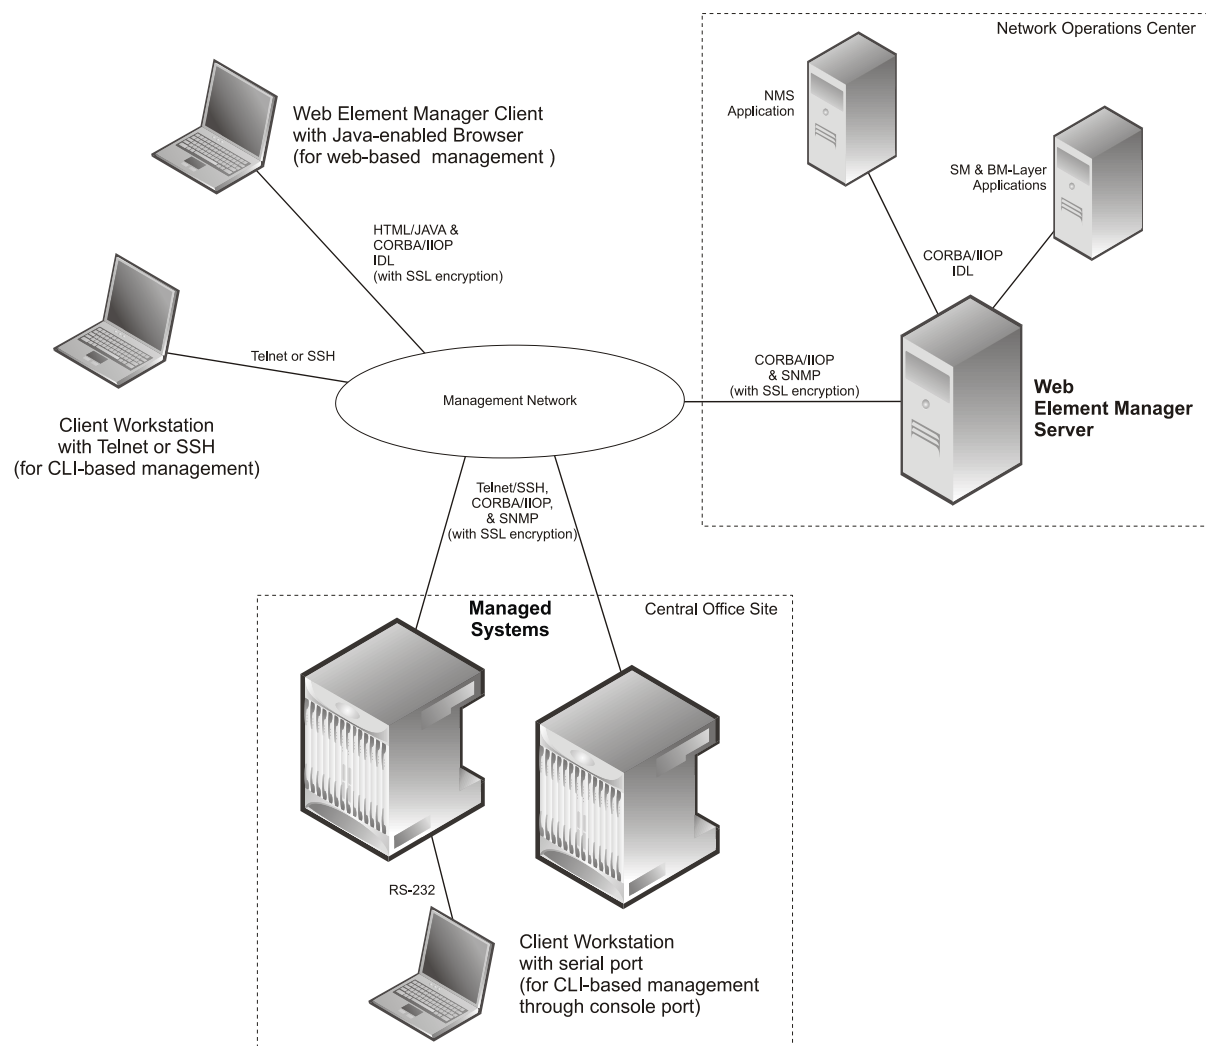 Network Operations Center
NMS
Application
SM & BM-Layer
Applications
Web Element Manager Client
with Java-enabled Browser
(for web-based management )
HTML/JAVA &
CORBA/IIOP
IDL
(with SSL encryption)
CORBA/IIOP
IDL
Telnet or SSH
Client Workstation
with Telnet or SSH
(for CLI-based management)
Management Network
CORBA/IIOP
& SNMP
(with SSL encryption)
Web
Element Manager
Server
Telnet/SSH,
CORBA/IIOP,
& SNMP
(with SSL encryption)
Managed
Systems
Central Office Site
RS-232
Client Workstation
with serial port
(for CLI-based management
through console port)